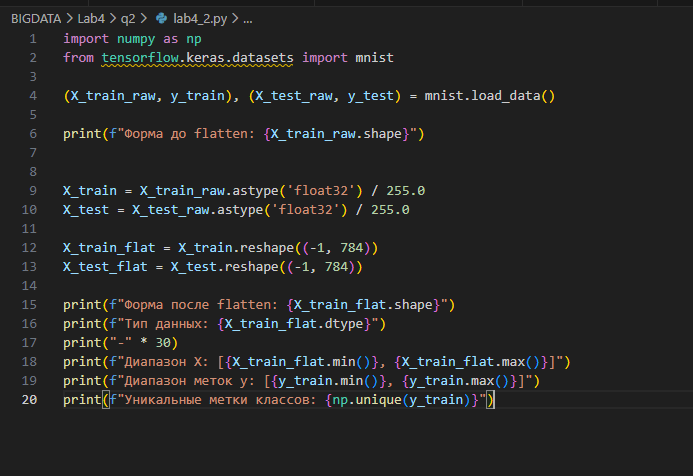 BIGDATA > Lab4 > q2 > lab4_2.py > ...
1 import numpy as np
2 from tensorflow.keras.datasets import mnist
3
4 (X_train_raw, y_train), (X_test_raw, y_test) = mnist.load_data()
5
6 print(f"Форма до flatten: {X_train_raw.shape}")
7
8
9 X_train = X_train_raw.astype('float32') / 255.0
10 X_test = X_test_raw.astype('float32') / 255.0
11
12 X_train_flat = X_train.reshape((-1, 784))
13 X_test_flat = X_test.reshape((-1, 784))
14
15 print(f"Форма после flatten: {X_train_flat.shape}")
16 print(f"Тип данных: {X_train_flat.dtype}")
17 print("-" * 30)
18 print(f"Диапазон X: [{X_train_flat.min()}, {X_train_flat.max()}]")
19 print(f"Диапазон меток y: [{y_train.min()}, {y_train.max()}]")
20 print(f"Уникальные метки классов: {np.unique(y_train)}")